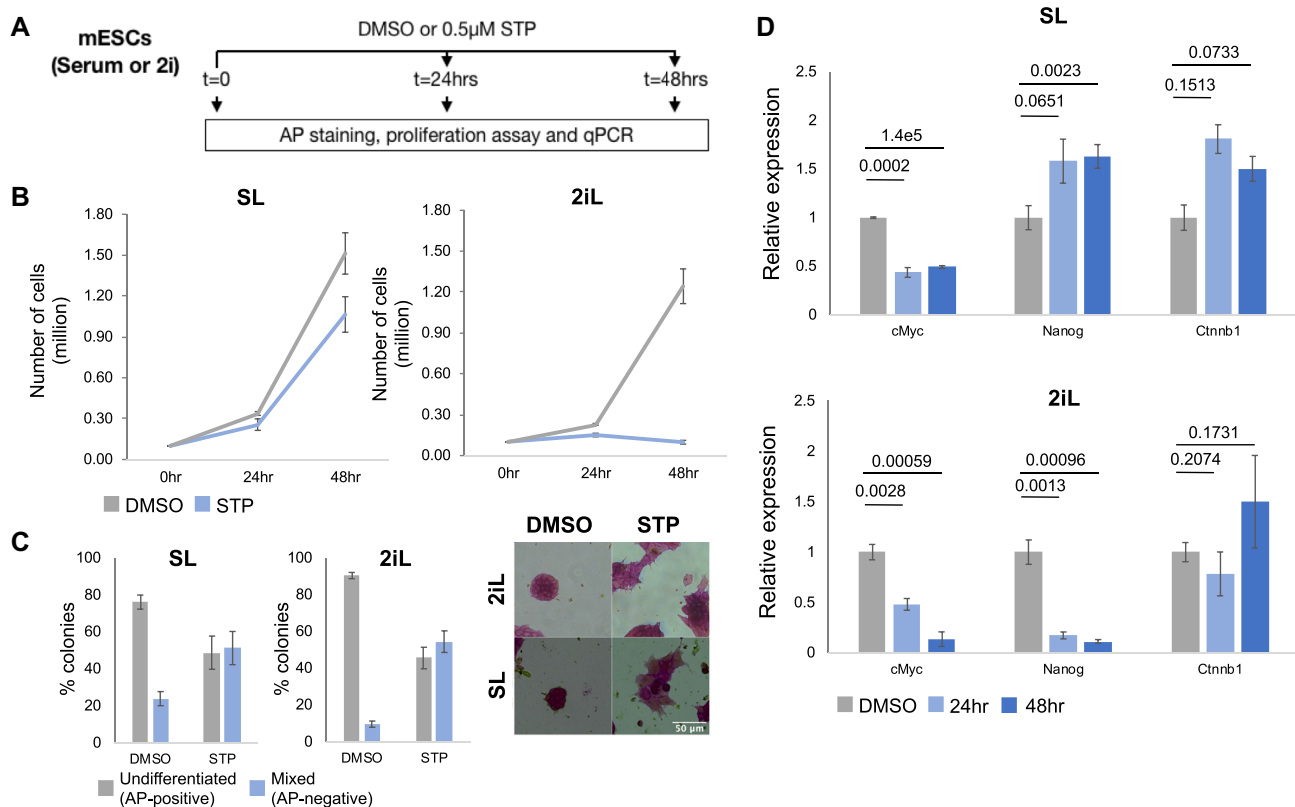 A
mESCs
(Serum or 2i)
DMSO or 0.5µM STP
t=0
t=24hrs
t=48hrs
AP staining, proliferation assay and qPCR
B
SL
Number of cells
(million)
1.80
1.50
1.20
0.90
0.60
0.30
0.00
0hr
24hr
48hr
2iL
Number of cells
(million)
1.80
1.50
1.20
0.90
0.60
0.30
0.00
0hr
24hr
48hr
DMSO
STP
C
SL
% colonies
100
80
60
40
20
0
DMSO
STP
2iL
% colonies
100
80
60
40
20
0
DMSO
STP
Undifferentiated
(AP-positive)
Mixed
(AP-negative)
DMSO
STP
2iL
SL
50 µm
D
SL
Relative expression
2.5
2
1.5
1
0.5
0
1.4e5
0.0002
0.0023
0.0651
0.0733
0.1513
cMyc
Nanog
Ctnnb1
2iL
Relative expression
2.5
2
1.5
1
0.5
0
0.00059
0.0028
0.00096
0.0013
0.1731
0.2074
cMyc
Nanog
Ctnnb1
DMSO
24hr
48hr